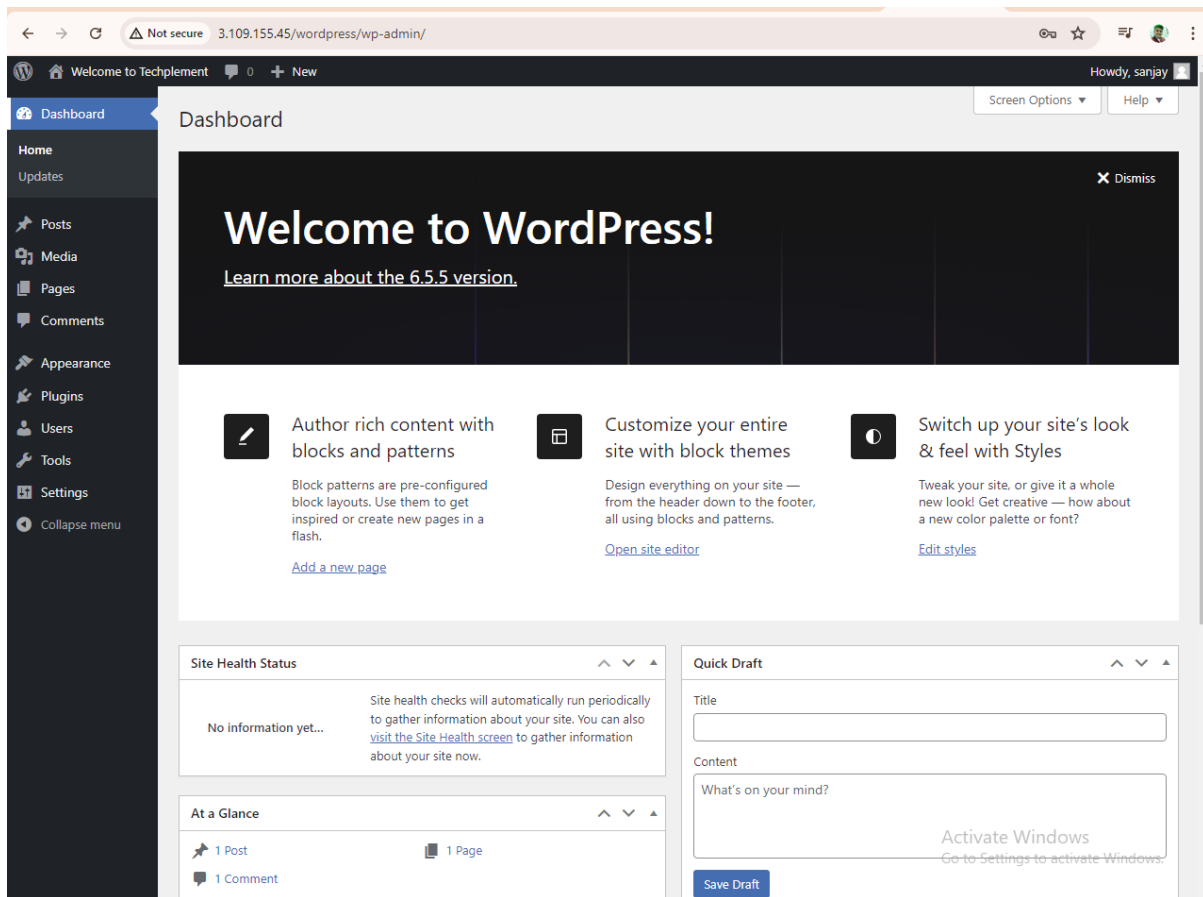 Not secure 3.109.155.45/wordpress/wp-admin/
Welcome to Techplement 0 + New Howdy, sanjay
Screen Options ▼ Help ▼
Dashboard
Home
Updates
Posts
Media
Pages
Comments
Appearance
Plugins
Users
Tools
Settings
Collapse menu
Dashboard
Dismiss
Welcome to WordPress!
Learn more about the 6.5.5 version.
Author rich content with
blocks and patterns
Block patterns are pre-configured
block layouts. Use them to get
inspired or create new pages in a
flash.
Add a new page
Customize your entire
site with block themes
Design everything on your site —
from the header down to the footer,
all using blocks and patterns.
Open site editor
Switch up your site's look
& feel with Styles
Tweak your site, or give it a whole
new look! Get creative — how about
a new color palette or font?
Edit styles
Site Health Status
No information yet...
Site health checks will automatically run periodically
to gather information about your site. You can also
visit the Site Health screen to gather information
about your site now.
At a Glance
1 Post
1 Page
1 Comment
Quick Draft
Title
Content
What's on your mind?
Save Draft
Activate Windows
Go to Settings to activate Windows.